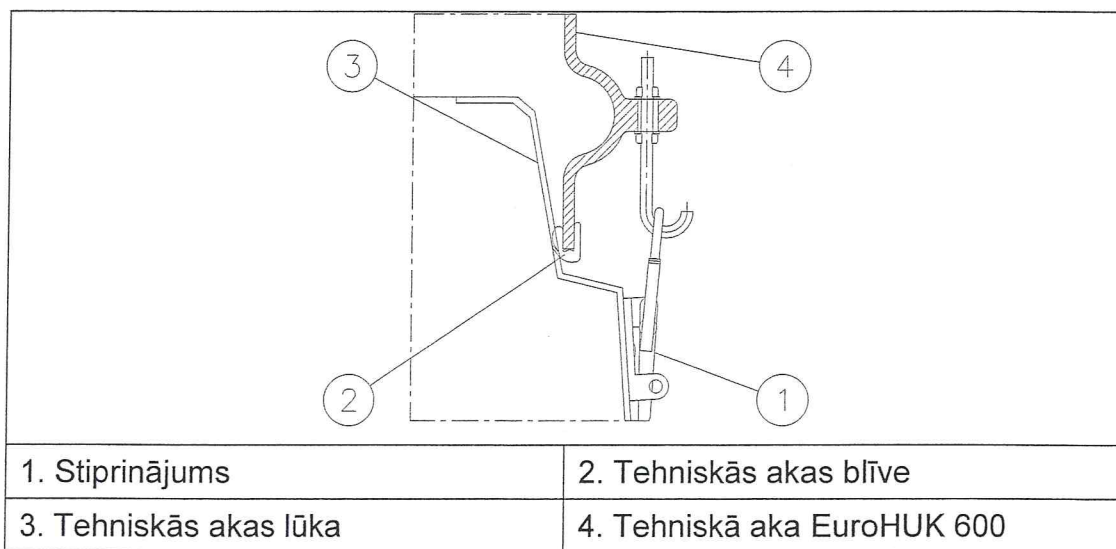 3
4
2
1
1. Stiprinājums
2. Tehniskās akas blīve
3. Tehniskās akas lūka
4. Tehniskā aka EuroHUK 600